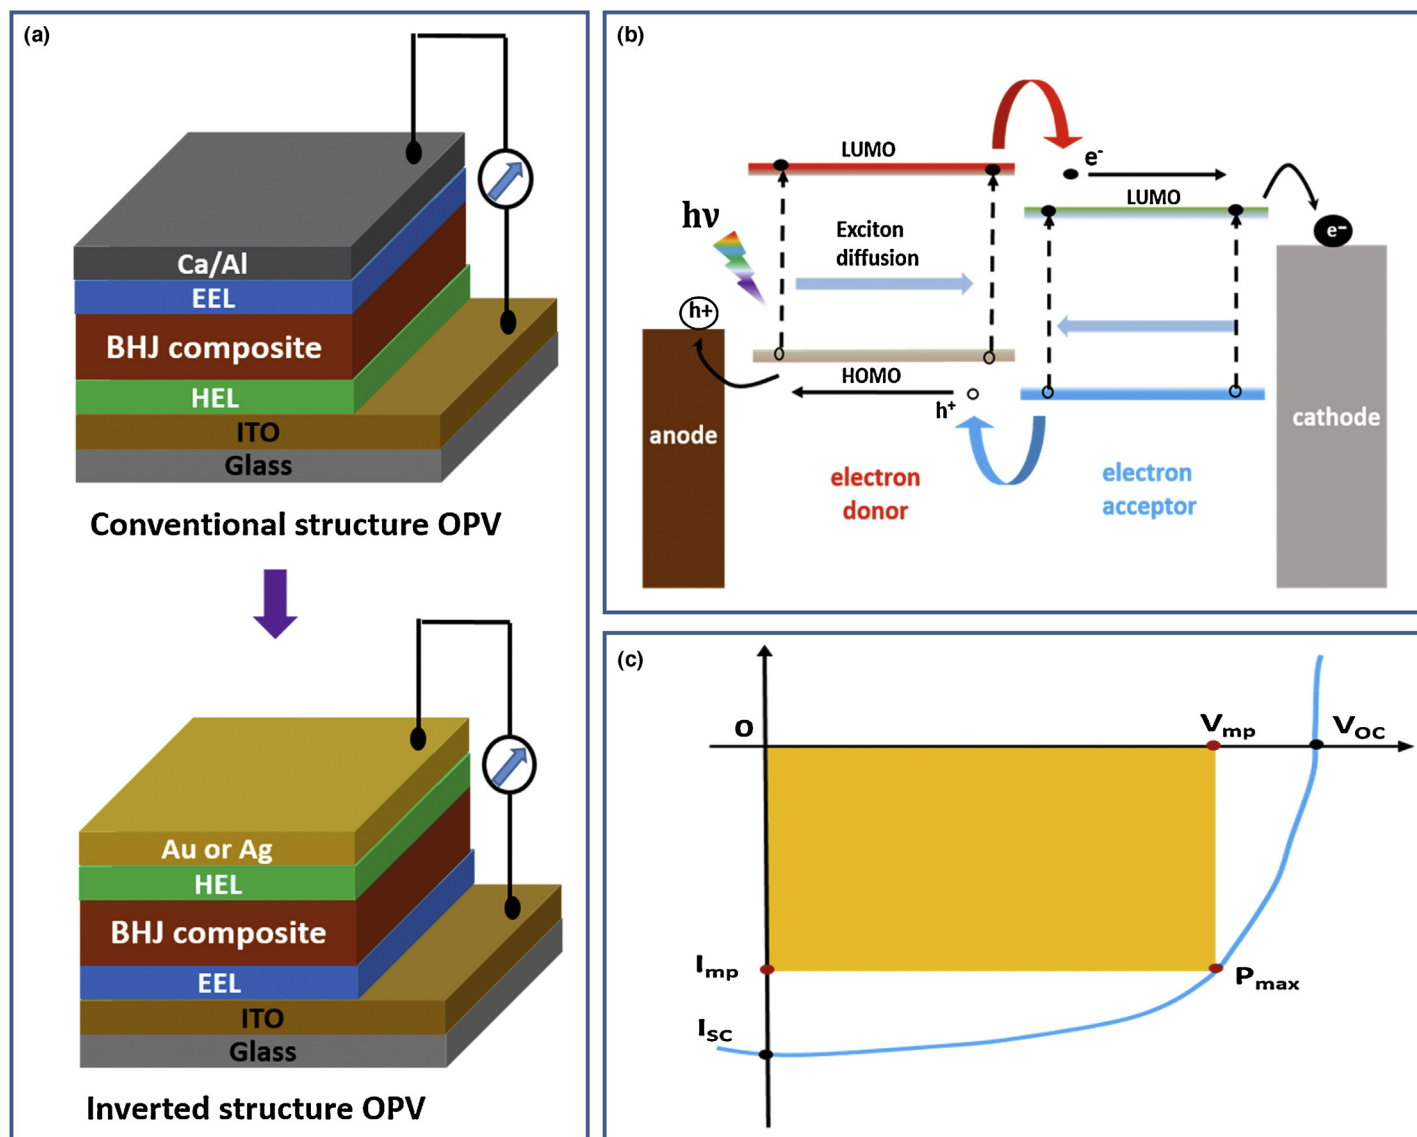 (a)
Ca/Al
EEL
BHJ composite
HEL
ITO
Glass
Conventional structure OPV
Au or Ag
HEL
BHJ composite
EEL
ITO
Glass
Inverted structure OPV
(b)
LUMO
e-
LUMO
hν
Exciton
diffusion
e-
h+
HOMO
h+
anode
cathode
electron
donor
electron
acceptor
(c)
0
Vmp
VOC
Imp
Pmax
ISC